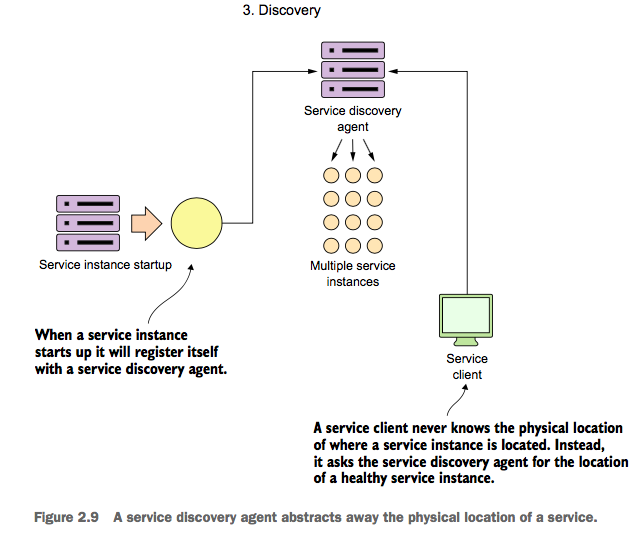 3. Discovery
Service discovery
agent
Service instance startup
Multiple service
instances
When a service instance
starts up it will register itself
with a service discovery agent.
Service
client
A service client never knows the physical location
of where a service instance is located. Instead,
it asks the service discovery agent for the location
of a healthy service instance.
Figure 2.9 A service discovery agent abstracts away the physical location of a service.